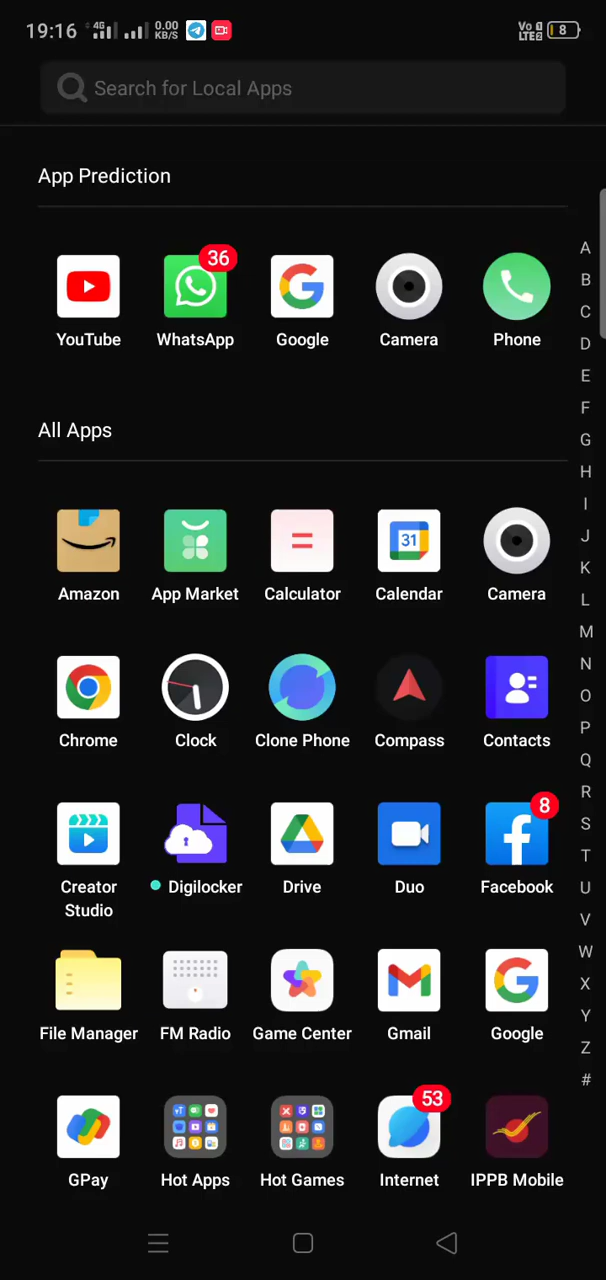 19:16 4G 0.00 KB/S Vo LTE2 8
Search for Local Apps
App Prediction
36
YouTube WhatsApp Google Camera Phone
All Apps
31
Amazon App Market Calculator Calendar Camera
Chrome Clock Clone Phone Compass Contacts
8
Creator Studio Digilocker Drive Duo Facebook
File Manager FM Radio Game Center Gmail Google
53
GPay Hot Apps Hot Games Internet IPPB Mobile
A
B
C
D
E
F
G
H
I
J
K
L
M
N
O
P
Q
R
S
T
U
V
W
X
Y
Z
#